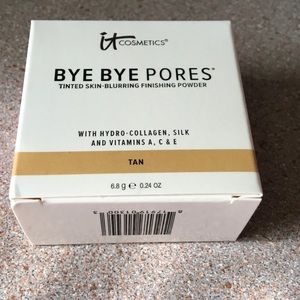 it COSMETICS®
BYE BYE PORES®
TINTED SKIN-BLURRING FINISHING POWDER
WITH HYDRO-COLLAGEN, SILK
AND VITAMINS A, C & E
TAN
6.8 g ℮ 0.24 OZ